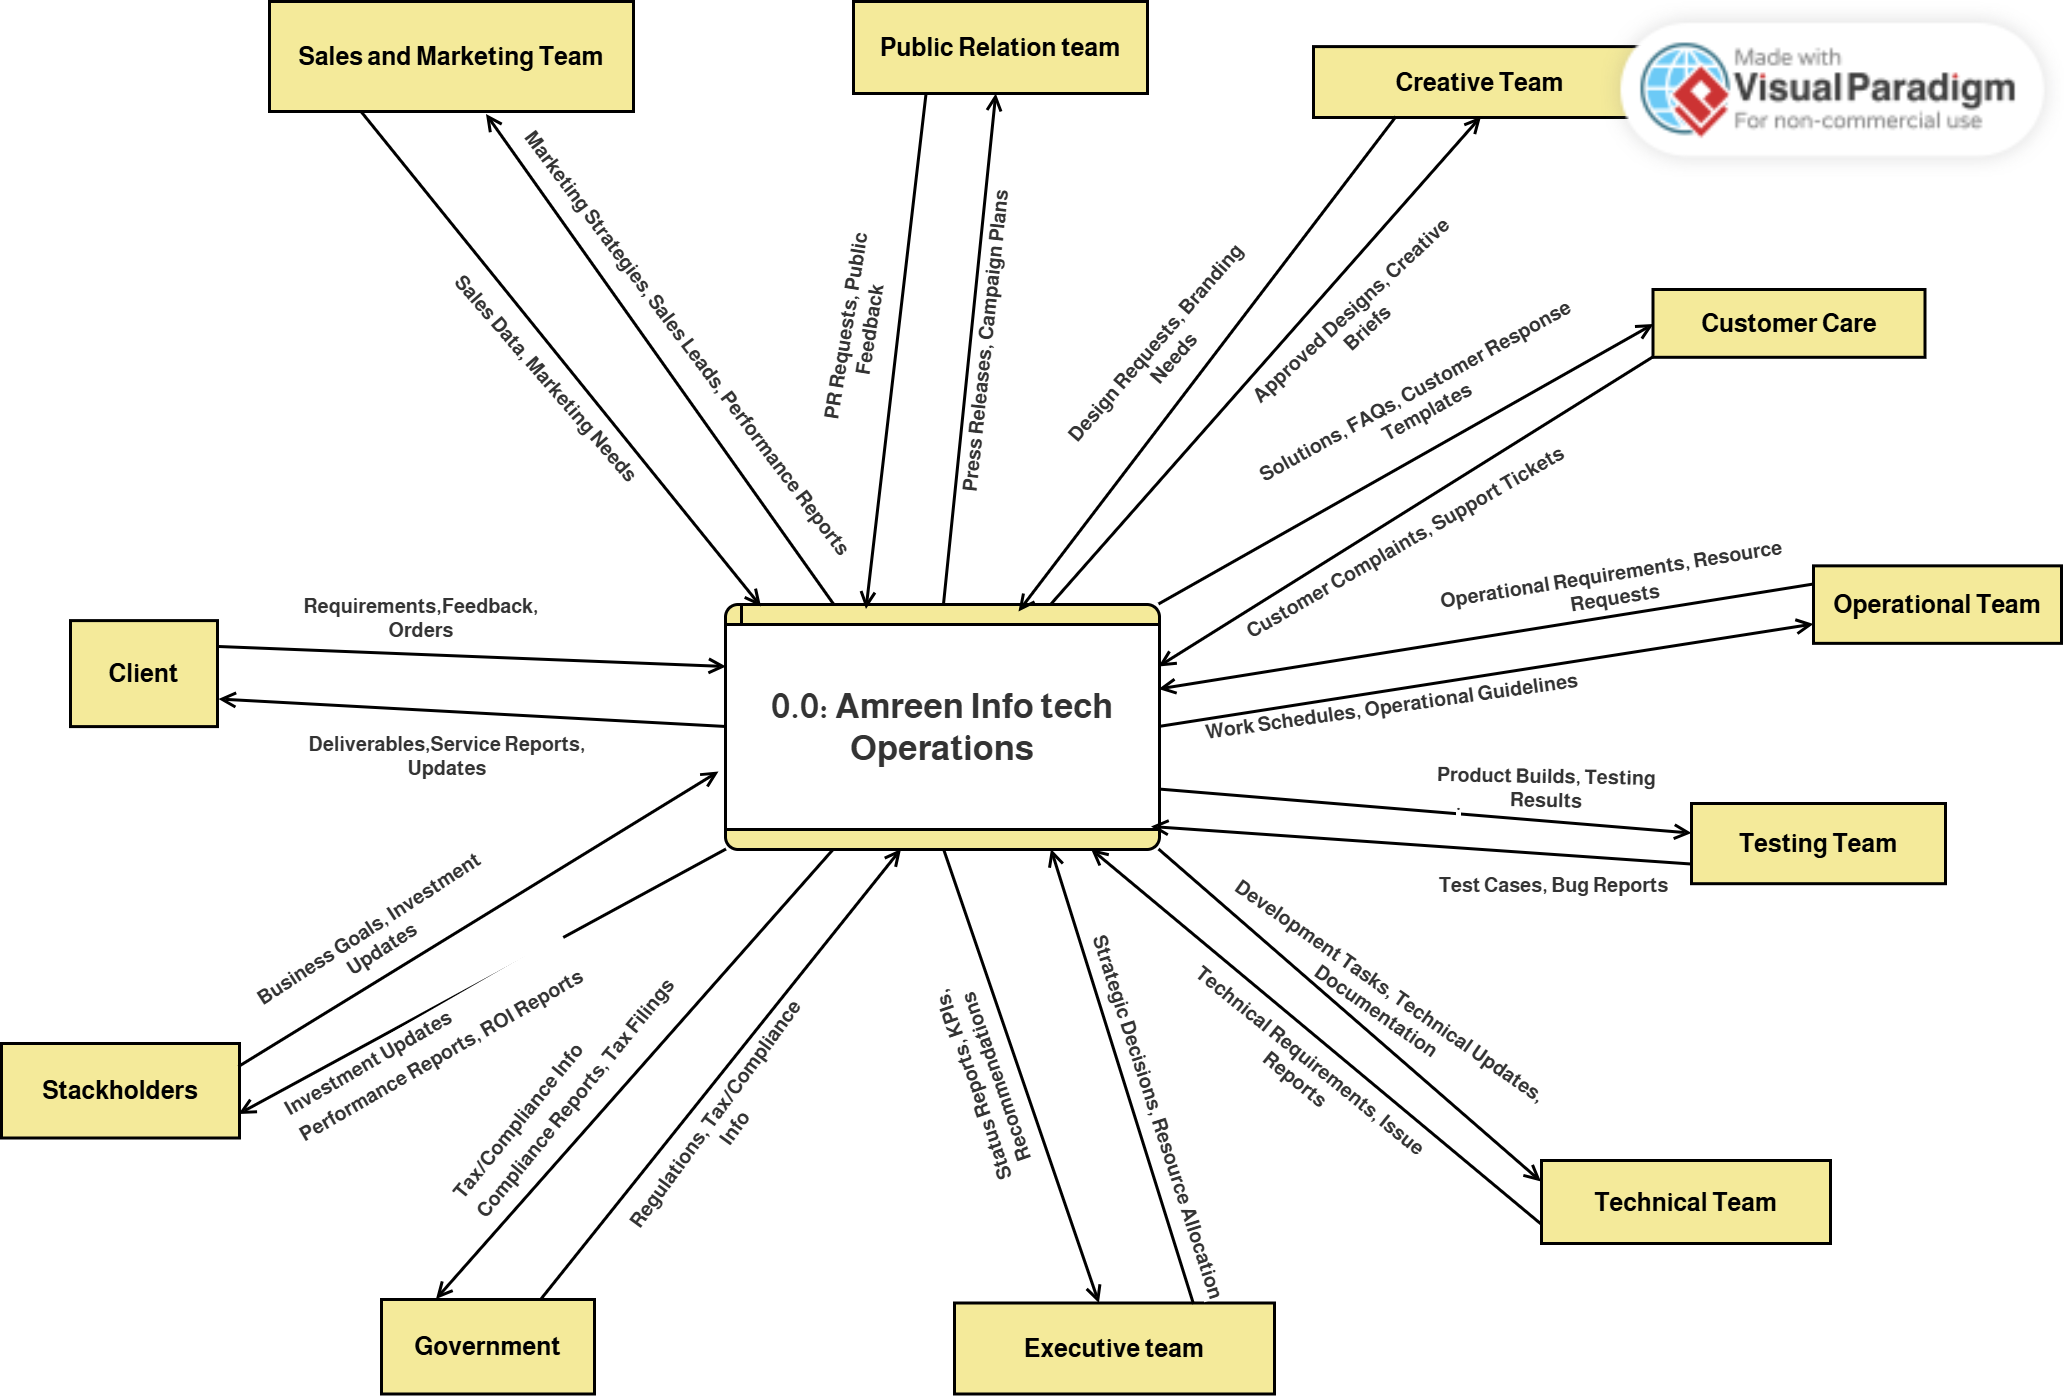 Sales and Marketing Team
Public Relation team
Creative Team
Made with
Visual Paradigm
For non-commercial use
Marketing Strategies, Sales Leads, Performance Reports
Sales Data, Marketing Needs
PR Requests, Public
Feedback
Press Releases, Campaign Plans
Design Requests, Branding
Needs
Approved Designs, Creative
Briefs
Customer Care
Solutions, FAQs, Customer Response
Templates
Customer Complaints, Support Tickets
Operational Requirements, Resource
Requests
Operational Team
Work Schedules, Operational Guidelines
Requirements,Feedback,
Orders
Client
Deliverables,Service Reports,
Updates
0.0: Amreen Info tech
Operations
Product Builds, Testing
Results
Testing Team
Test Cases, Bug Reports
Business Goals, Investment
Updates
Stackholders
Investment Updates
Performance Reports, ROI Reports
Tax/Compliance Info
Compliance Reports, Tax Filings
Regulations, Tax/Compliance
Info
Government
Status Reports, KPIs,
Recommendations
Strategic Decisions, Resource Allocation
Executive team
Development Tasks, Technical Updates,
Documentation
Technical Requirements, Issue
Reports
Technical Team